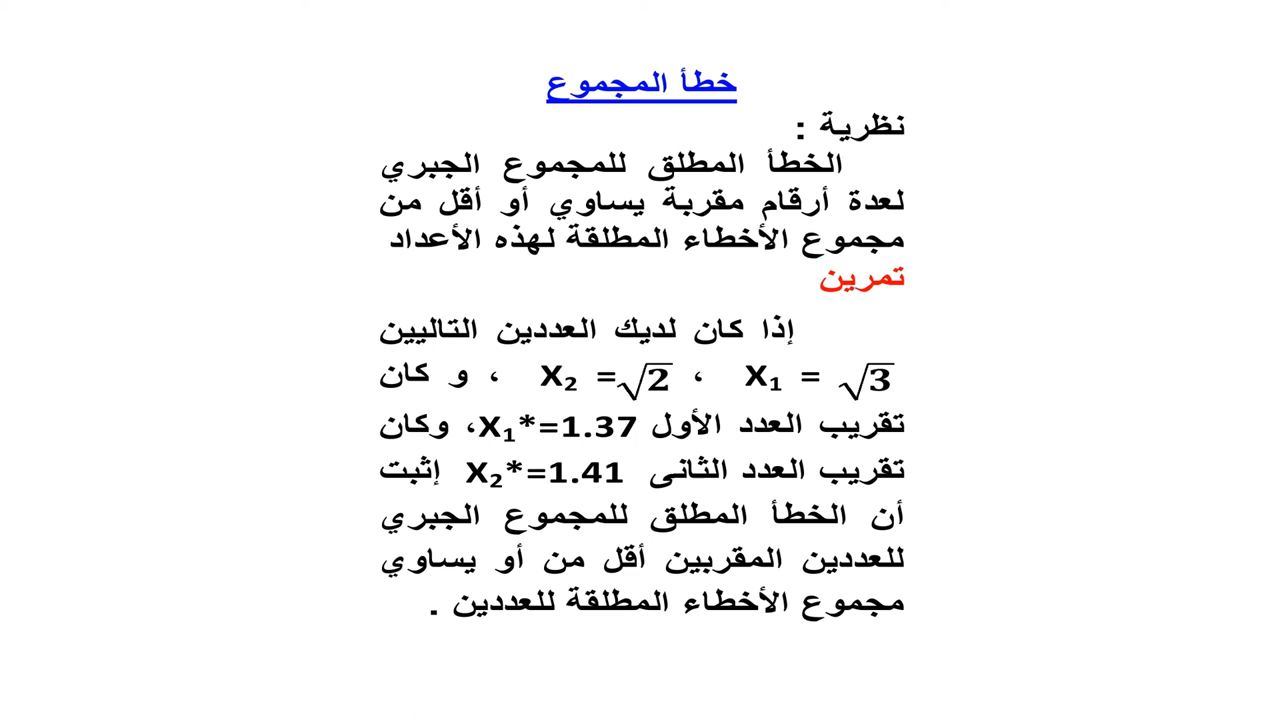 خطأ المجموع
نظرية :
الخطأ المطلق للمجموع الجبري
لعدة أرقام مقربة يساوي أو أقل من
مجموع الأخطاء المطلقة لهذه الأعداد
تمرين
إذا كان لديك العددين التاليين
X₁ = √3 ، X₂ =√2 ، و كان
تقريب العدد الأول X₁*=1.37، وكان
تقريب العدد الثانى X₂*=1.41 إثبت
أن الخطأ المطلق للمجموع الجبري
للعددين المقربين أقل من أو يساوي
مجموع الأخطاء المطلقة للعددين .